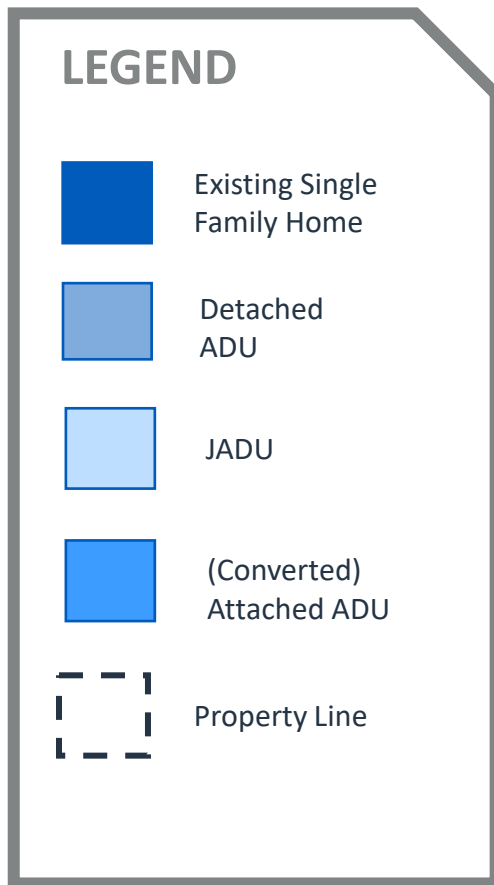 LEGEND
Existing Single
Family Home
Detached
ADU
JADU
(Converted)
Attached ADU
Property Line